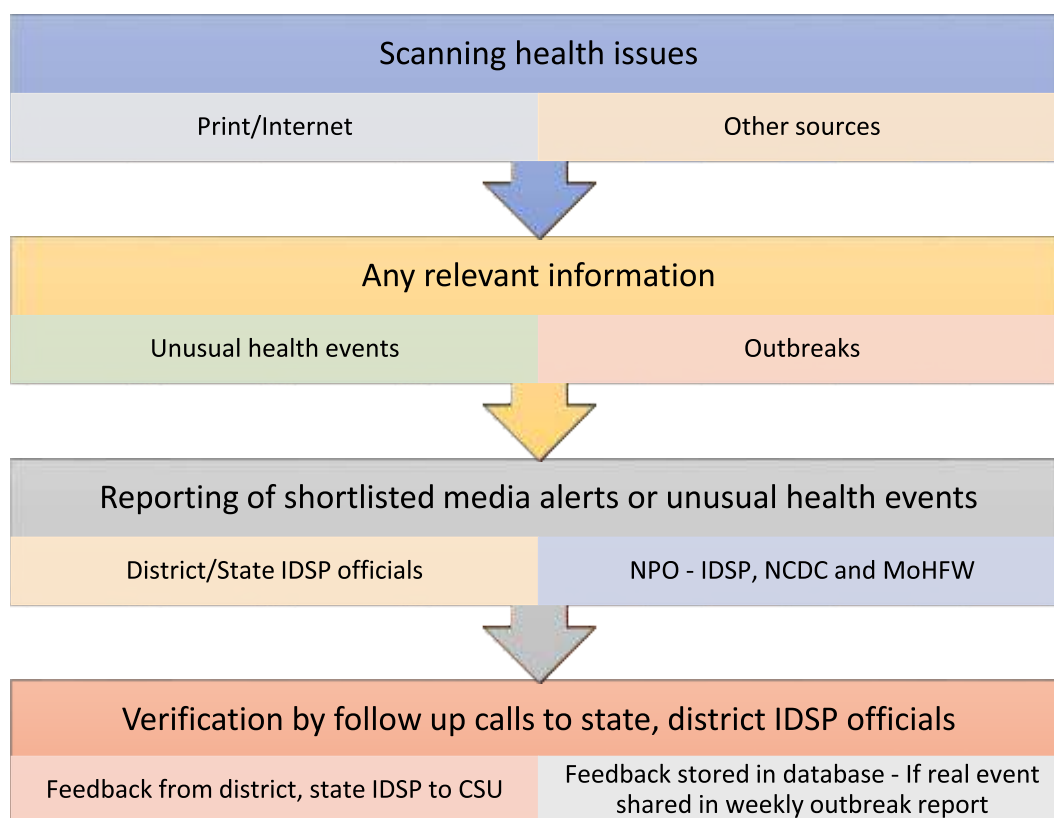 Scanning health issues
Print/Internet
Other sources
Any relevant information
Unusual health events
Outbreaks
Reporting of shortlisted media alerts or unusual health events
District/State IDSP officials
NPO - IDSP, NCDC and MoHFW
Verification by follow up calls to state, district IDSP officials
Feedback from district, state IDSP to CSU
Feedback stored in database - If real event
shared in weekly outbreak report